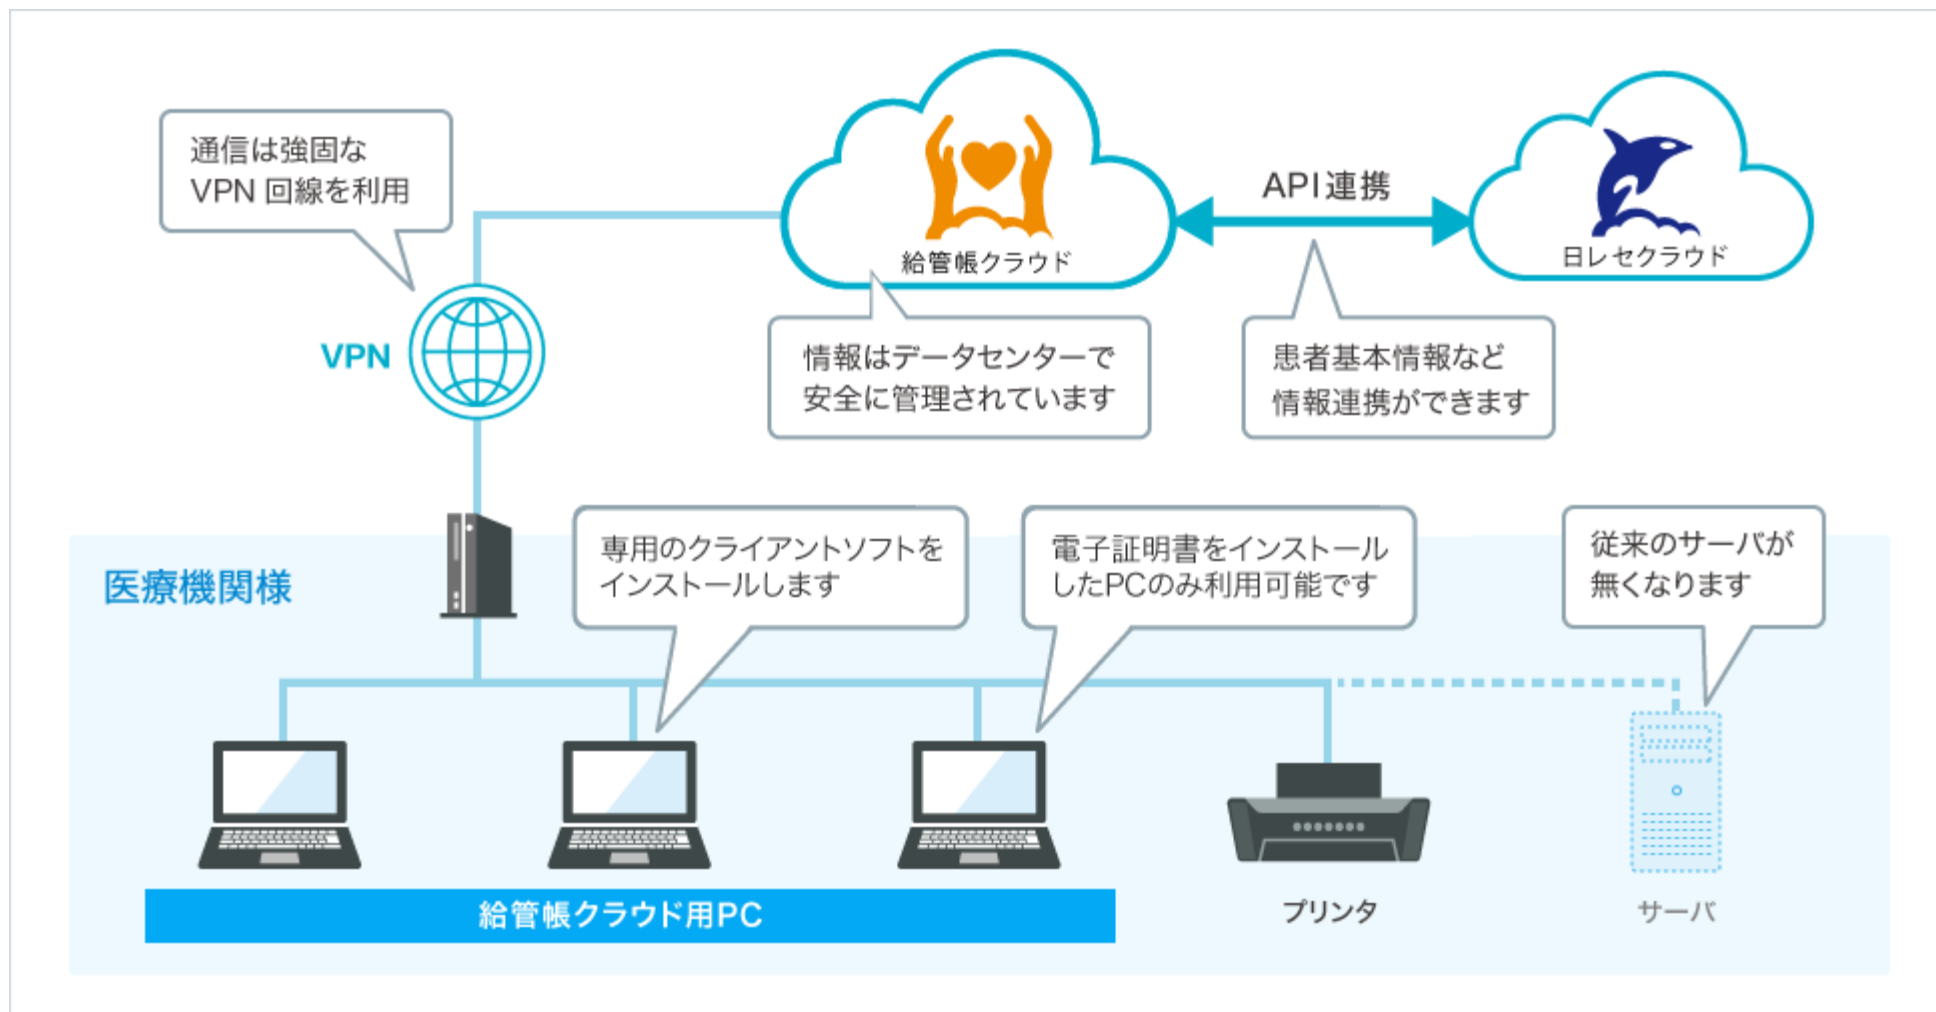 通信は強固な
VPN 回線を利用
給管帳クラウド
API連携
日レセクラウド
VPN
情報はデータセンターで
安全に管理されています
患者基本情報など
情報連携ができます
医療機関様
専用のクライアントソフトを
インストールします
電子証明書をインストール
したPCのみ利用可能です
従来のサーバが
無くなります
給管帳クラウド用PC
プリンタ
サーバ